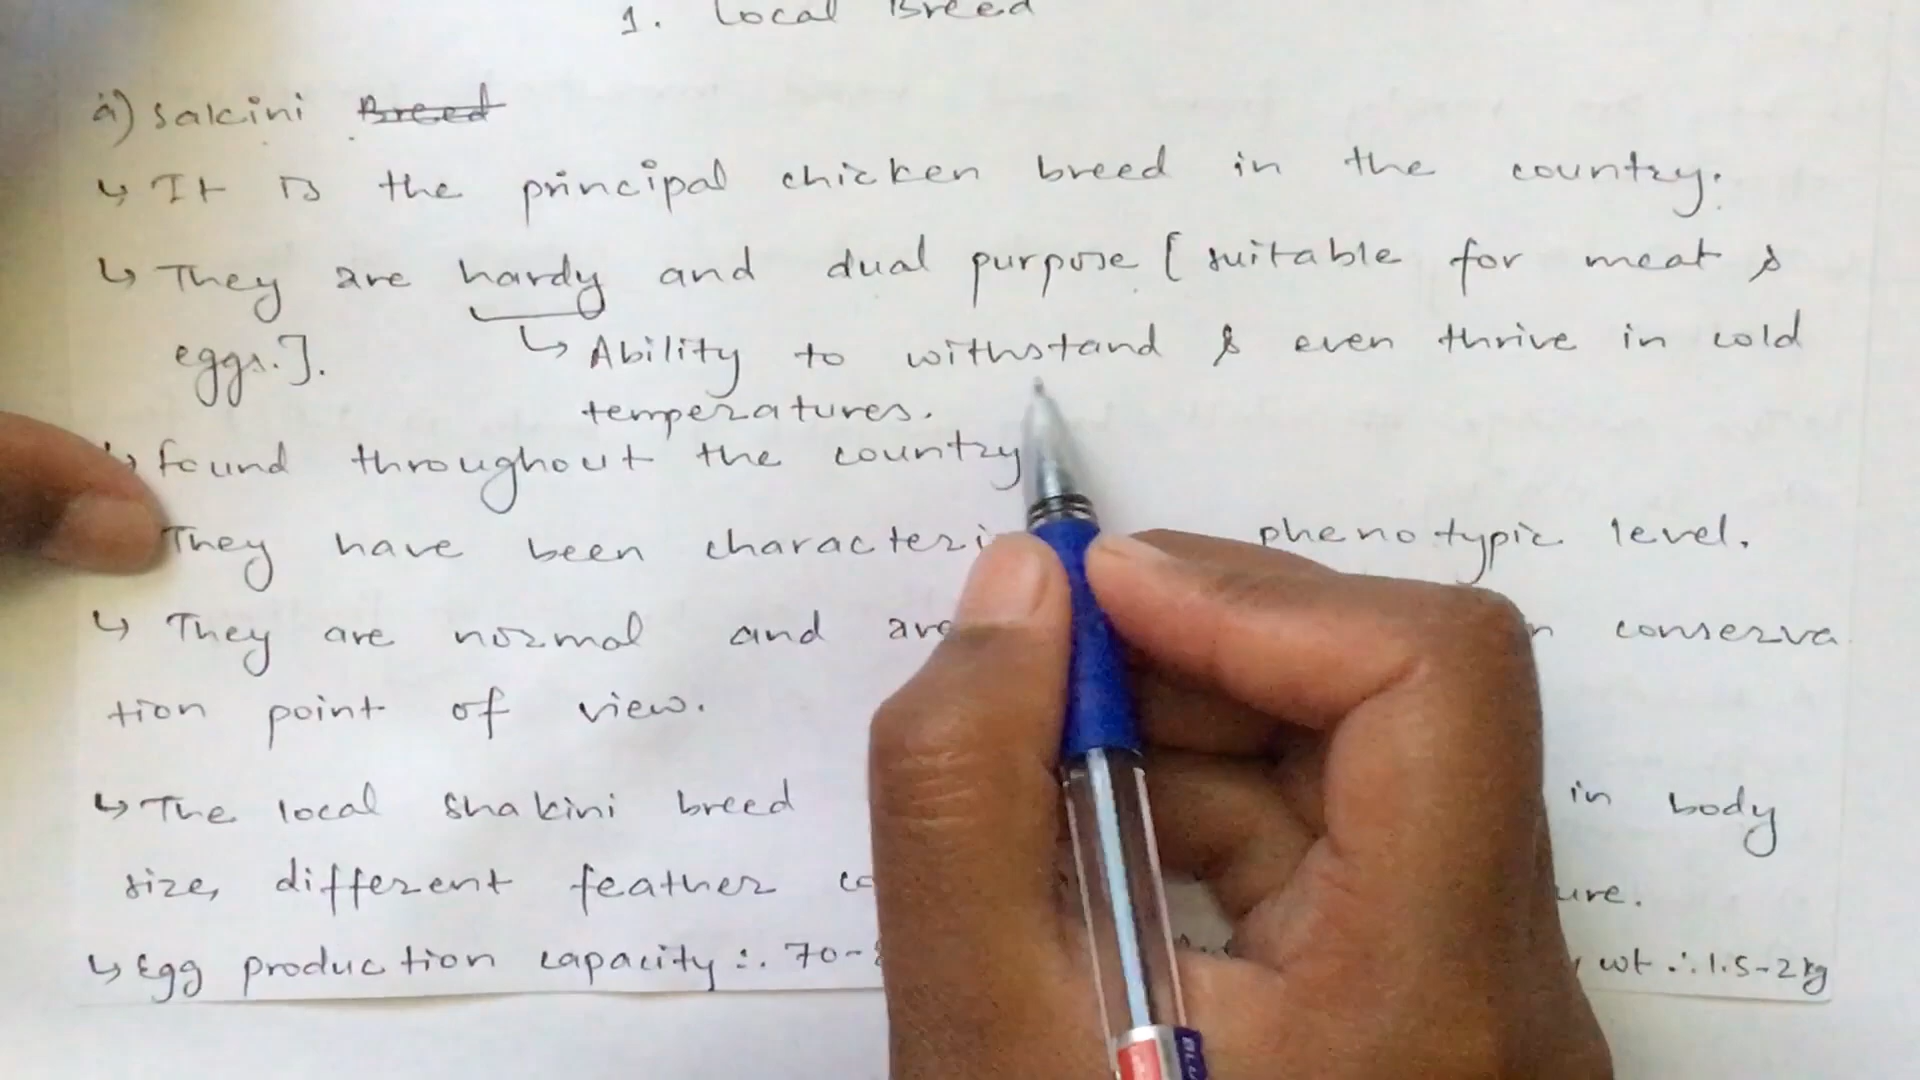 1. Local Breed
a) Sakini Breed
↳ It is the principal chicken breed in the country.
↳ They are hardy and dual purpose [suitable for meat &
eggs.]. ↳ Ability to withstand & even thrive in cold
temperatures.
↳ found throughout the country
They have been phenotypic level.
↳ They are normal and are conserva
tion point of view.
↳ The local shakini breed in body
size, different feather
↳ Egg production capacity :. 70- wt ∴ 1.5-2kg